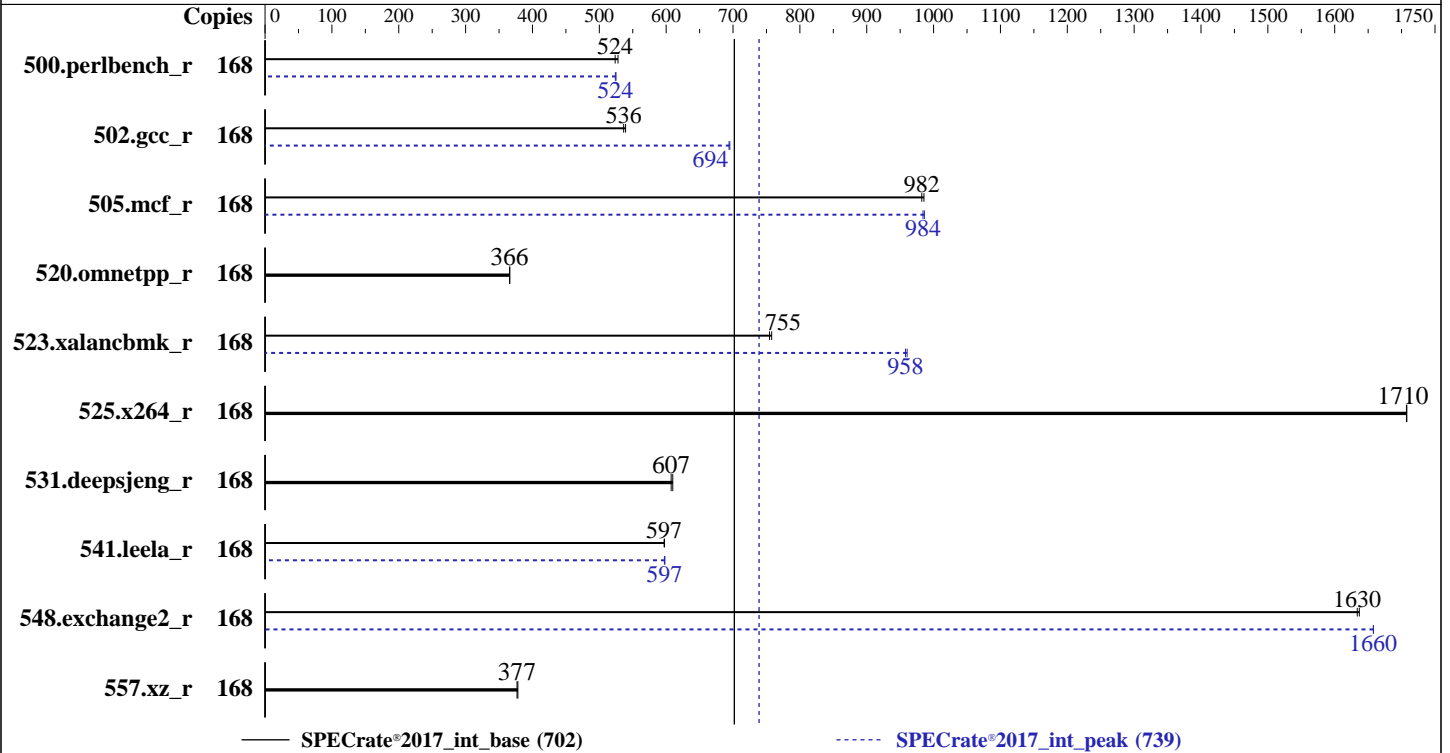 Copies 0 100 200 300 400 500 600 700 800 900 1000 1100 1200 1300 1400 1500 1600 1750
500.perlbench_r 168 524
524
502.gcc_r 168 536
694
505.mcf_r 168 982
984
520.omnetpp_r 168 366
523.xalancbmk_r 168 755
958
525.x264_r 168 1710
531.deepsjeng_r 168 607
541.leela_r 168 597
597
548.exchange2_r 168 1630
1660
557.xz_r 168 377
SPECrate®2017_int_base (702) SPECrate®2017_int_peak (739)